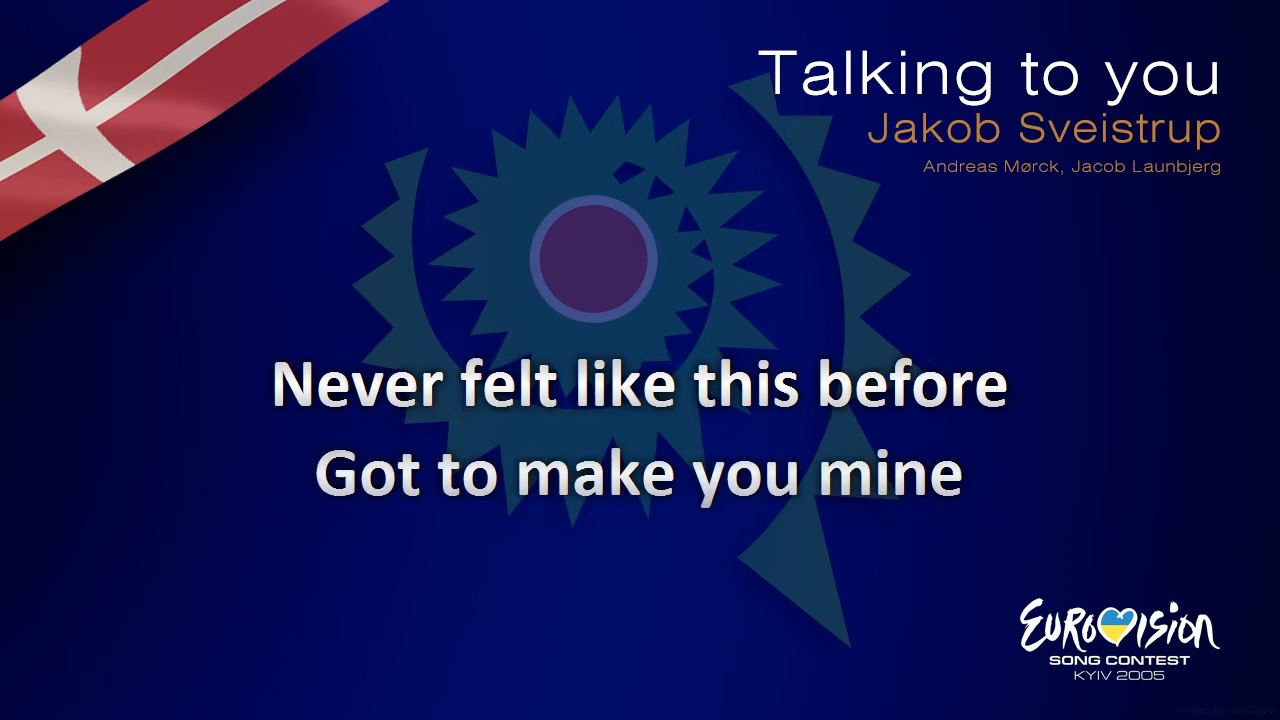 Talking to you
Jakob Sveistrup
Andreas Mørck, Jacob Launbjerg
Never felt like this before
Got to make you mine
EUROVISION
SONG CONTEST
KYIV 2005